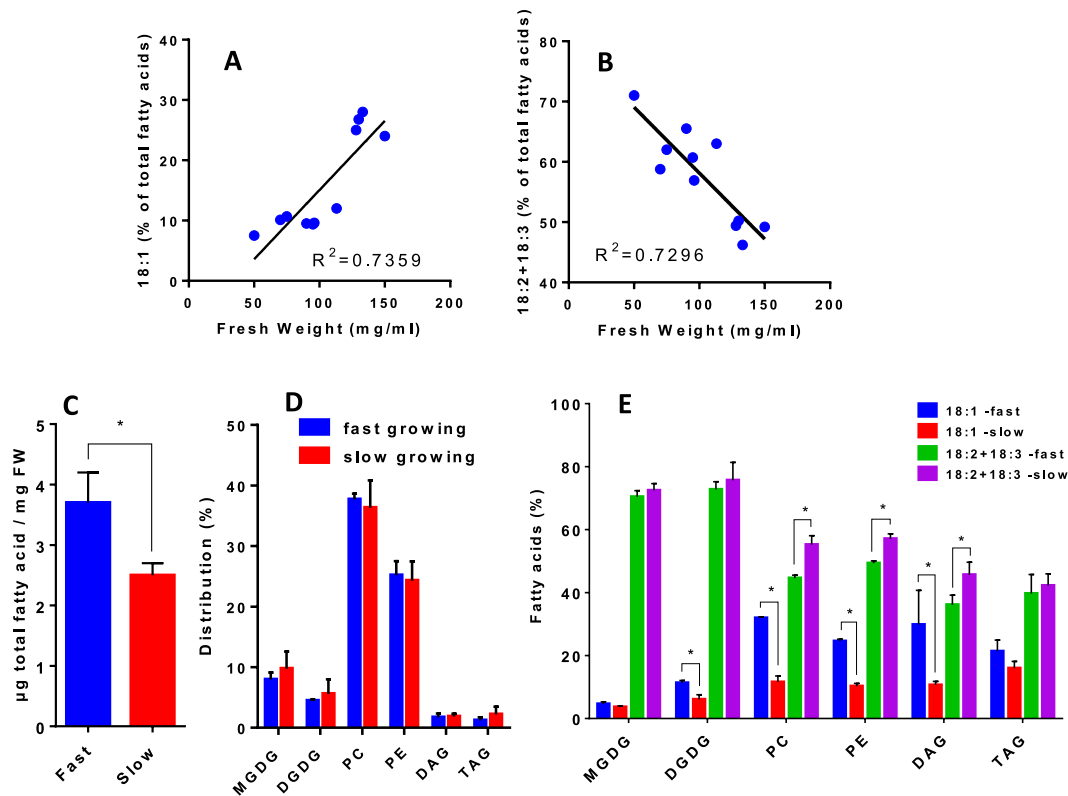 A
18:1 (% of total fatty acids)
40
30
20
10
0
R²=0.7359
0 50 100 150 200
Fresh Weight (mg/ml)
B
18:2+18:3 (% of total fatty acids)
80
70
60
50
40
R²=0.7296
0 50 100 150 200
Fresh Weight (mg/ml)
C
µg total fatty acid / mg FW
5
4
3
2
1
0
*
Fast Slow
D
fast growing
slow growing
Distribution (%)
50
40
30
20
10
0
MGDG DGDG PC PE DAG TAG
E
18:1 -fast
18:1 -slow
18:2+18:3 -fast
18:2+18:3 -slow
Fatty acids (%)
100
80
60
40
20
0
* * * * * * *
MGDG DGDG PC PE DAG TAG